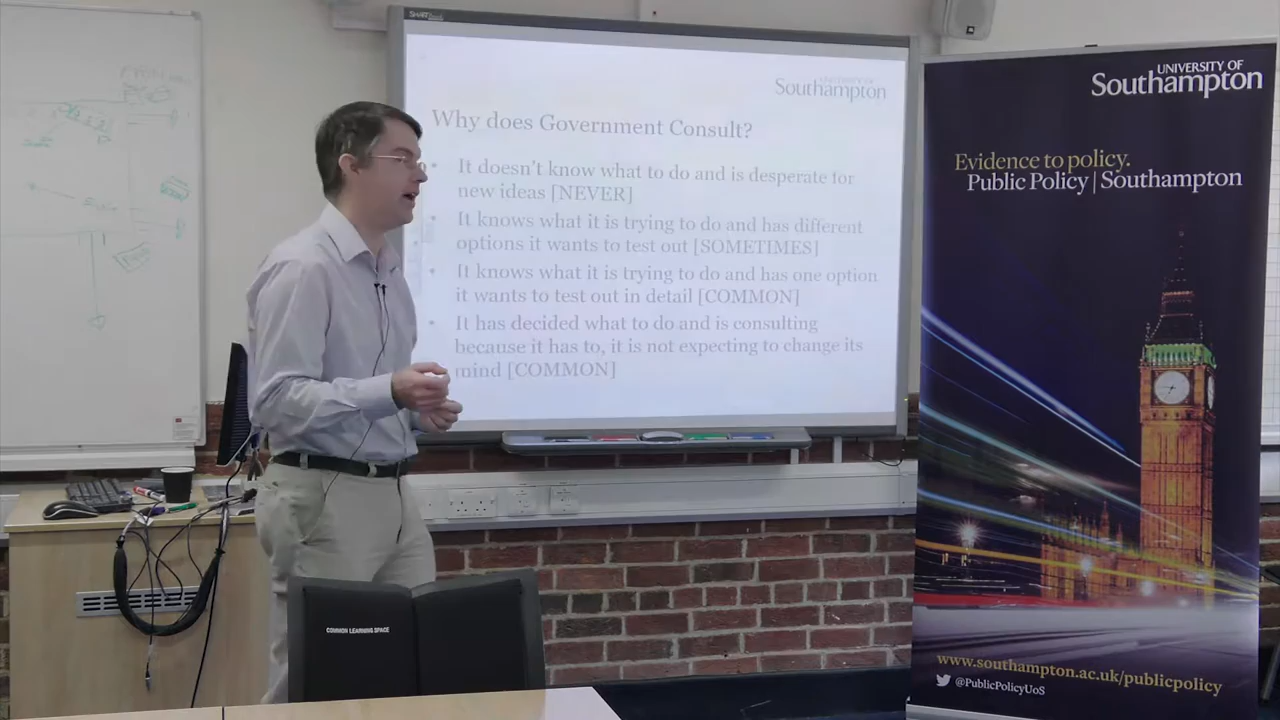 SMART
UNIVERSITY OF
Southampton
Why does Government Consult?
• It doesn't know what to do and is desperate for
new ideas [NEVER]
• It knows what it is trying to do and has different
options it wants to test out [SOMETIMES]
• It knows what it is trying to do and has one option
it wants to test out in detail [COMMON]
• It has decided what to do and is consulting
because it has to, it is not expecting to change its
mind [COMMON]
UNIVERSITY OF
Southampton
Evidence to policy.
Public Policy | Southampton
www.southampton.ac.uk/publicpolicy
@PublicPolicyUoS
COMMON LEARNING SPACE